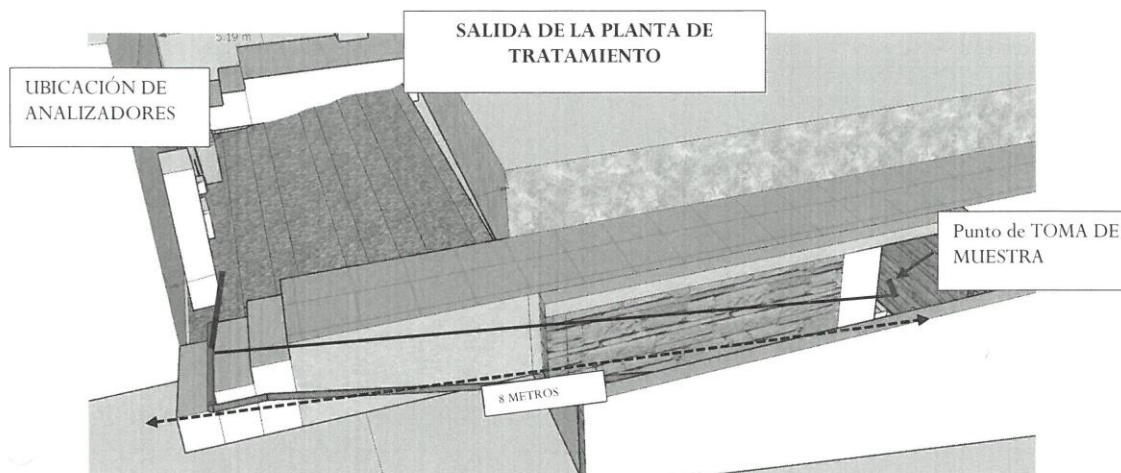 5.19 m
SALIDA DE LA PLANTA DE
TRATAMIENTO
UBICACIÓN DE
ANALIZADORES
Punto de TOMA DE
MUESTRA
8 METROS